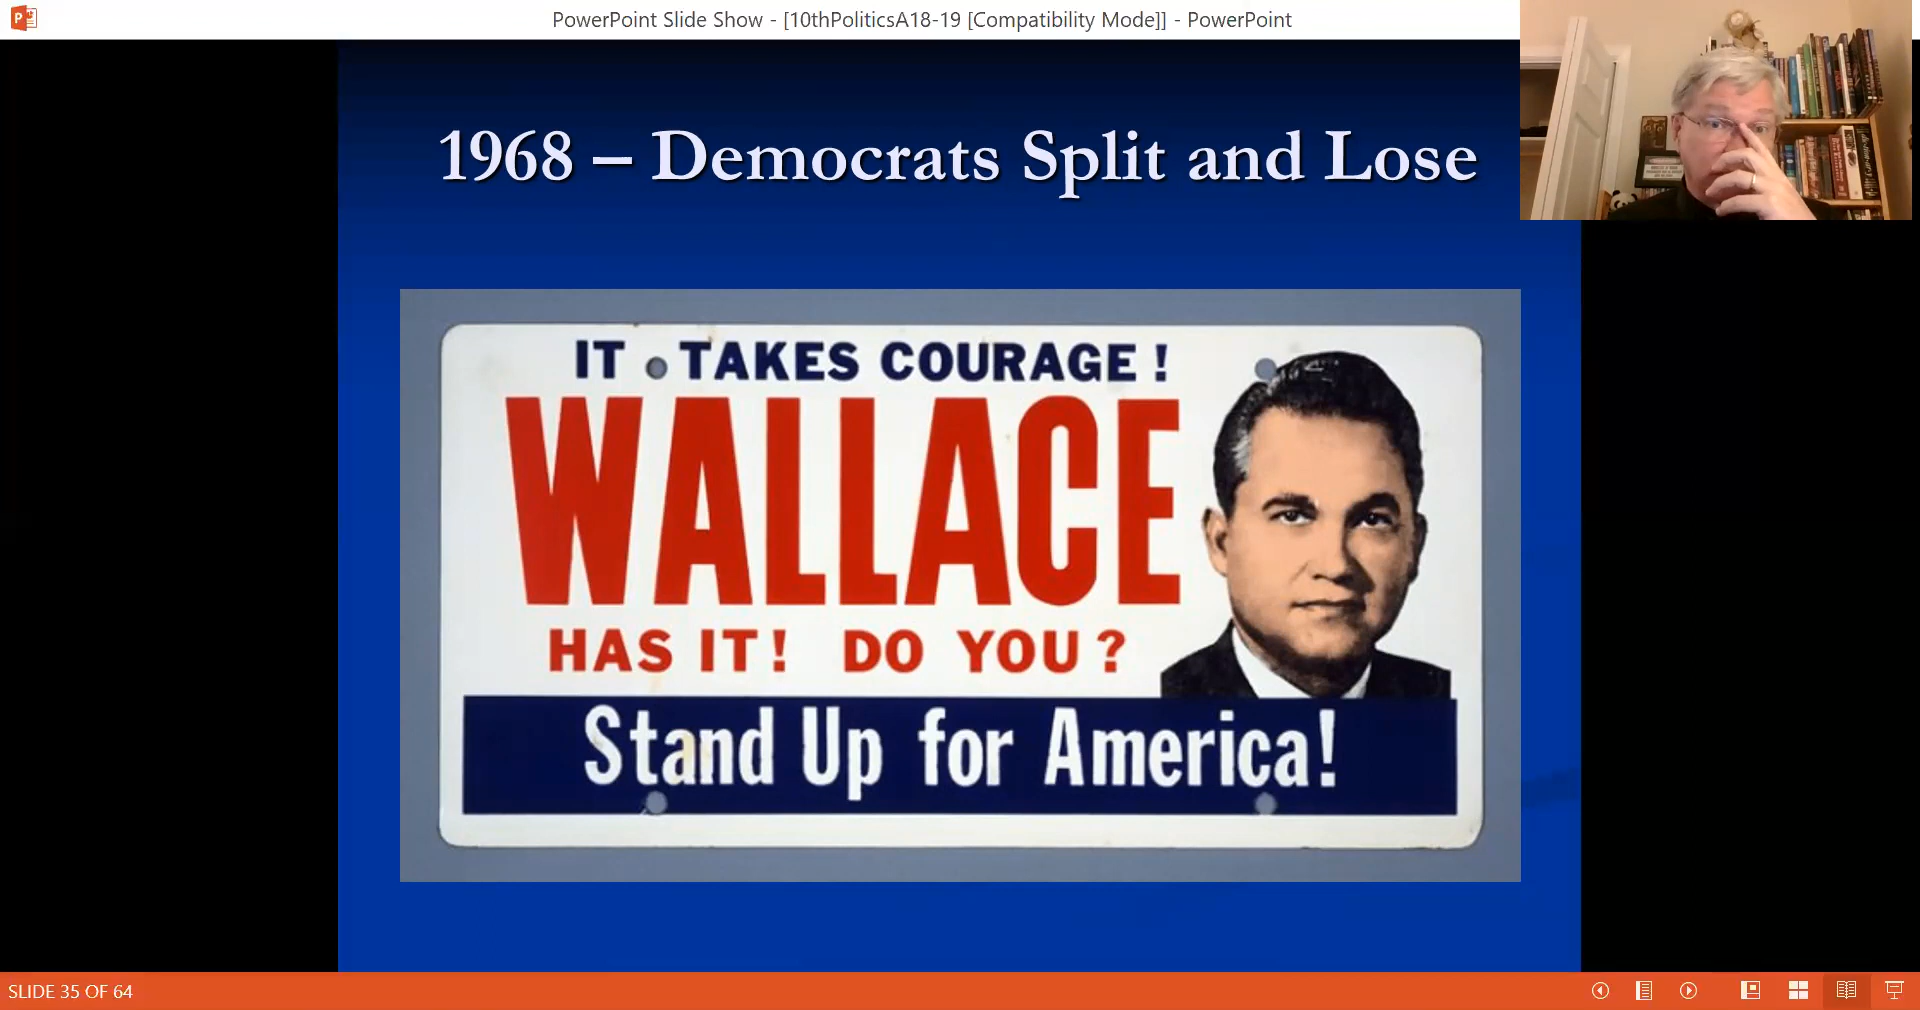 PowerPoint Slide Show - [10thPoliticsA18-19 [Compatibility Mode]] - PowerPoint
1968 – Democrats Split and Lose
IT TAKES COURAGE!
WALLACE
HAS IT! DO YOU?
Stand Up for America!
SLIDE 35 OF 64